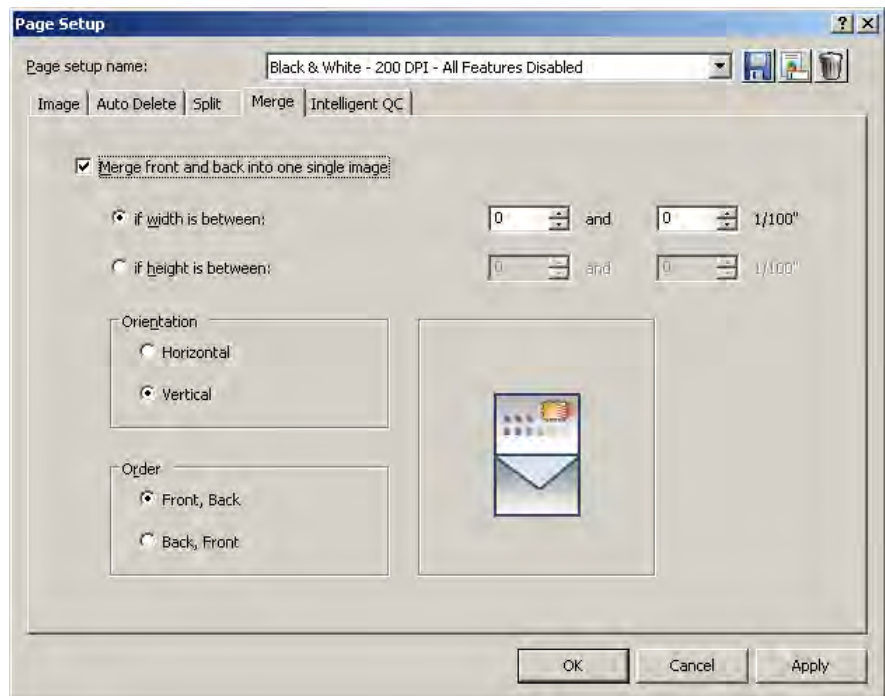 Page Setup
Page setup name: Black & White - 200 DPI - All Features Disabled
Image Auto Delete Split Merge Intelligent QC
Merge front and back into one single image
if width is between: 0 and 0 1/100"
if height is between: 0 and 0 1/100"
Orientation
Horizontal
Vertical
Order
Front, Back
Back, Front
OK Cancel Apply